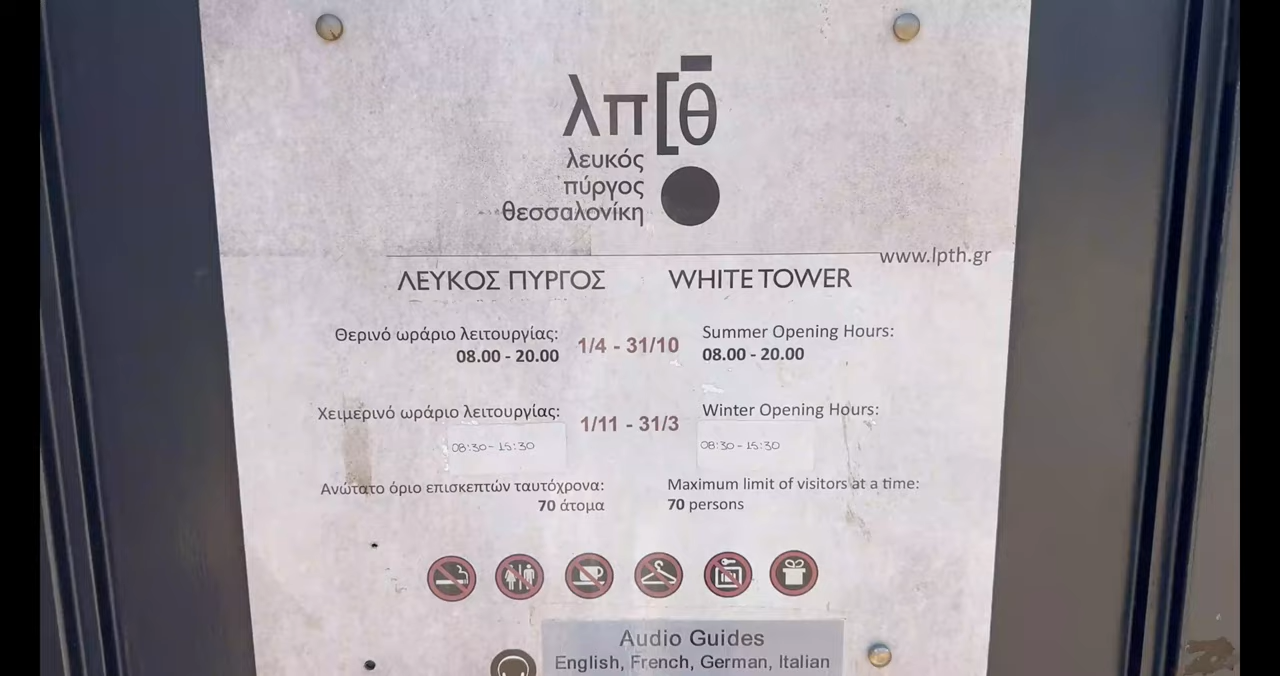 λπ[θ
λευκός
πύργος
θεσσαλονίκη
www.lpth.gr
ΛΕΥΚΟΣ ΠΥΡΓΟΣ WHITE TOWER
Θερινό ωράριο λειτουργίας: 1/4 - 31/10 Summer Opening Hours:
08.00 - 20.00 08.00 - 20.00
Χειμερινό ωράριο λειτουργίας: 1/11 - 31/3 Winter Opening Hours:
08:30 - 15:30 08:30 - 15:30
Ανώτατο όριο επισκεπτών ταυτόχρονα: Maximum limit of visitors at a time:
70 άτομα 70 persons
Audio Guides
English, French, German, Italian